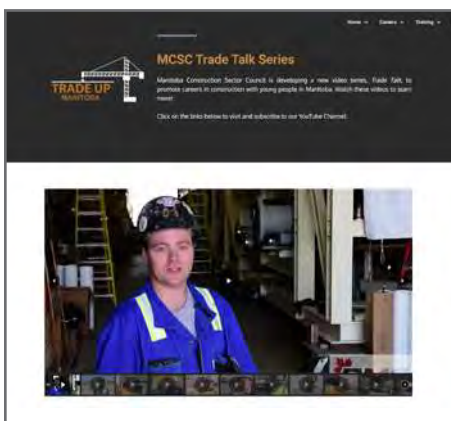 Home
Careers
Training
MCSC Trade Talk Series
Manitoba Construction Sector Council is developing a new video series, Trade Talk, to
promote careers in construction with young people in Manitoba. Watch these videos to learn
more!
Click on the links below to visit and subscribe to our YouTube Channel.
TRADE UP
MANITOBA